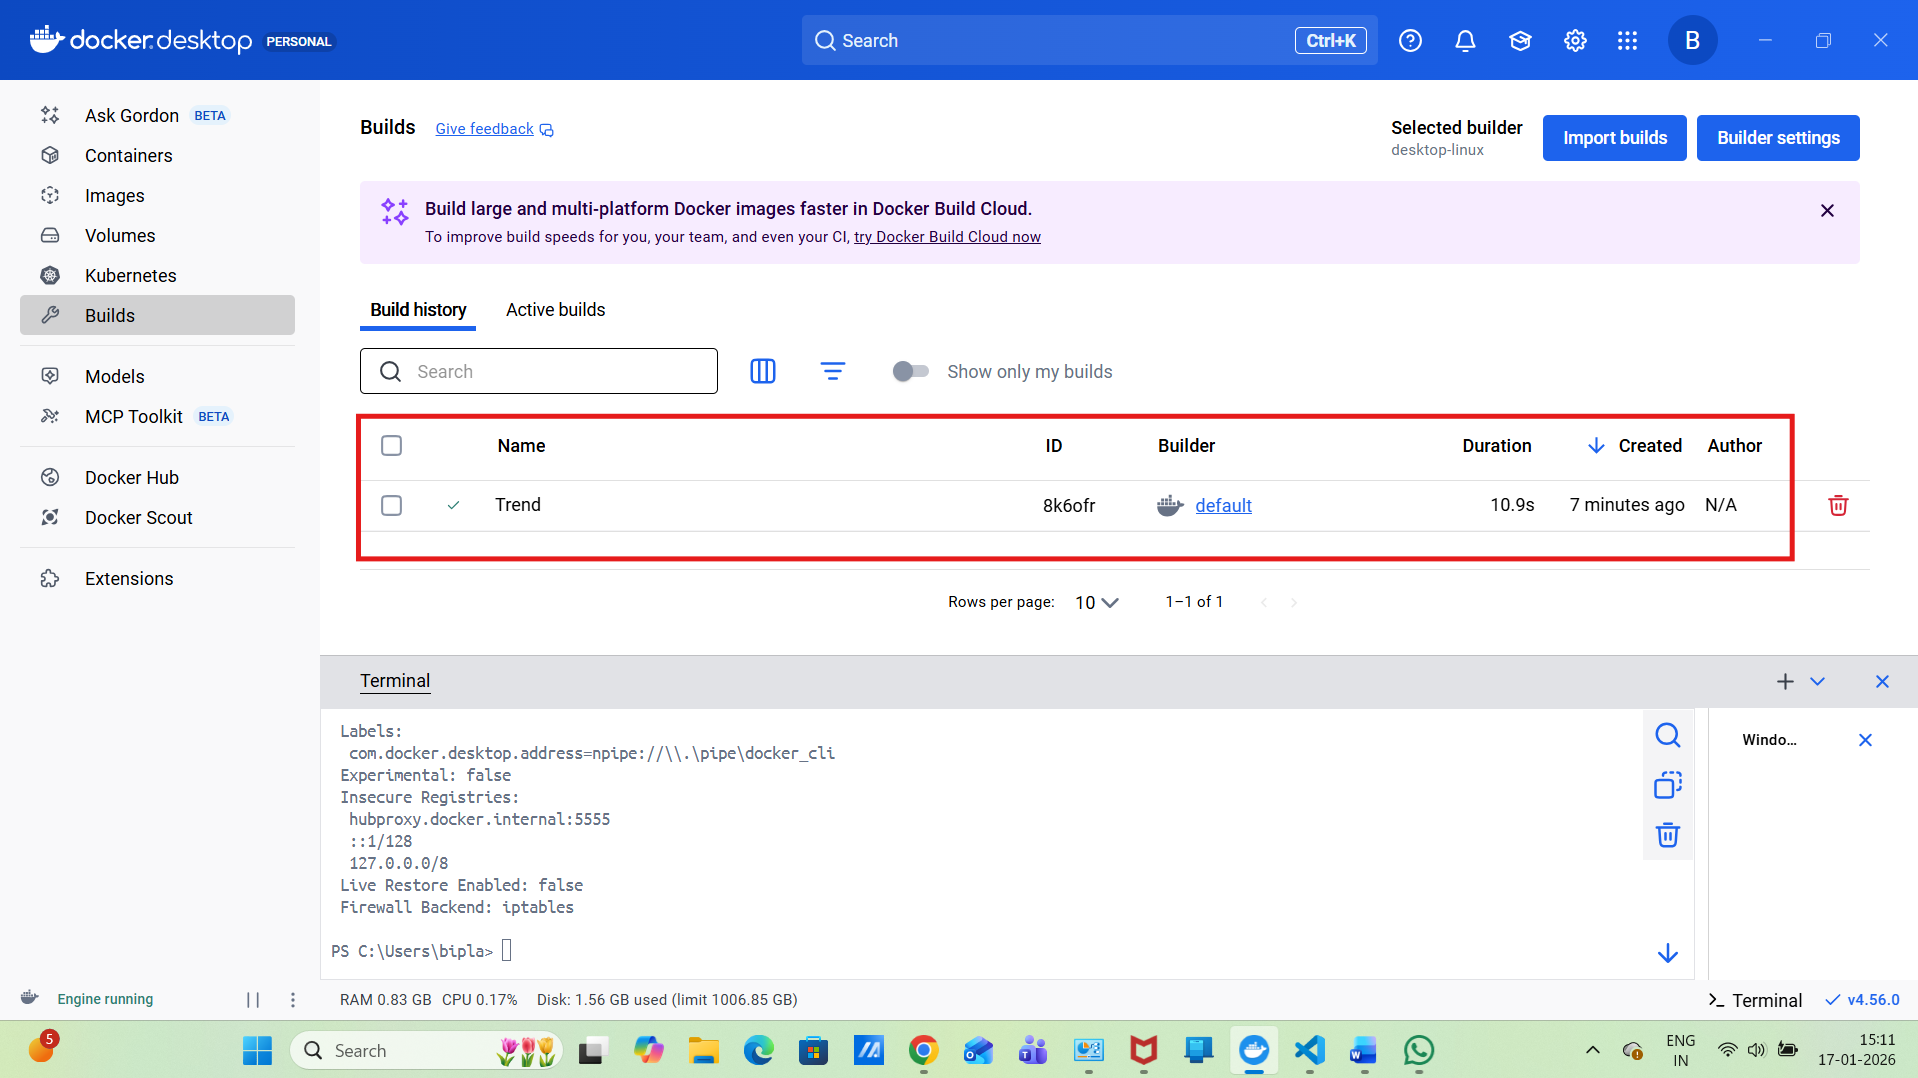 docker.desktop PERSONAL
Search Ctrl+K
B
Ask Gordon BETA
Containers
Images
Volumes
Kubernetes
Builds
Models
MCP Toolkit BETA
Docker Hub
Docker Scout
Extensions
Builds Give feedback
Selected builder
desktop-linux
Import builds
Builder settings
Build large and multi-platform Docker images faster in Docker Build Cloud.
To improve build speeds for you, your team, and even your CI, try Docker Build Cloud now
Build history Active builds
Search
Show only my builds
Name ID Builder Duration Created Author
Trend 8k6ofr default 10.9s 7 minutes ago N/A
Rows per page: 10 1–1 of 1
Terminal
Labels:
com.docker.desktop.address=npipe://\\.\pipe\docker_cli
Experimental: false
Insecure Registries:
hubproxy.docker.internal:5555
::1/128
127.0.0.0/8
Live Restore Enabled: false
Firewall Backend: iptables
PS C:\Users\bipla>
Windo...
Engine running
RAM 0.83 GB CPU 0.17% Disk: 1.56 GB used (limit 1006.85 GB)
Terminal v4.56.0
5
Search
ENG
IN
15:11
17-01-2026